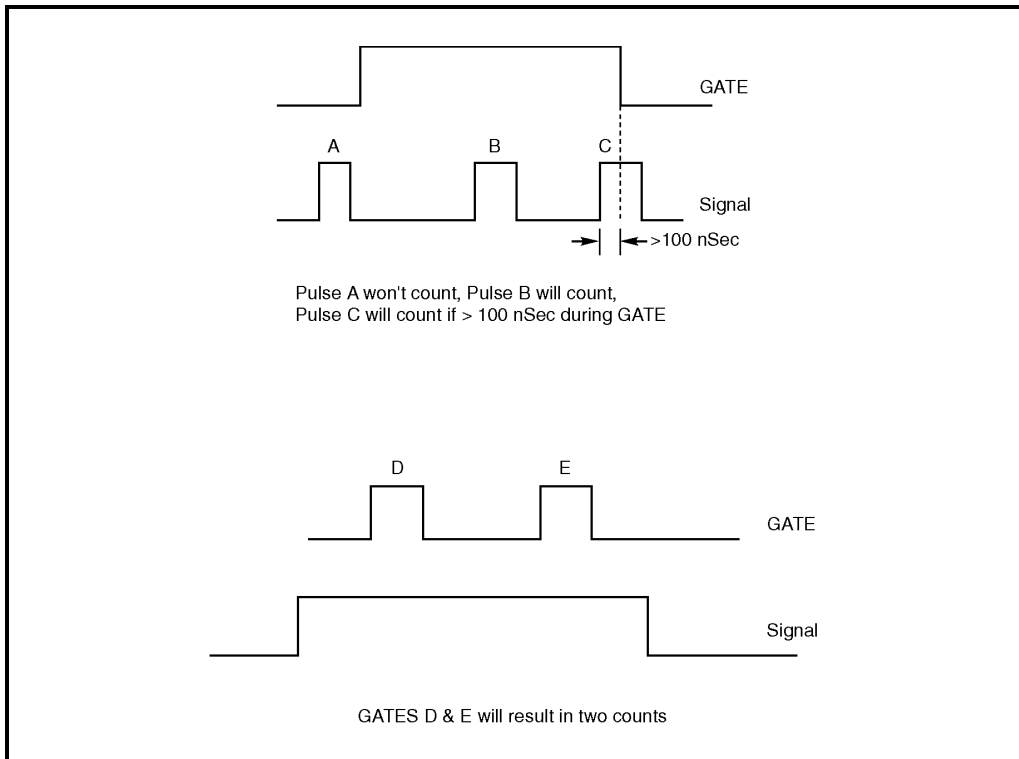 GATE
A
B
C
Signal
>100 nSec
Pulse A won't count, Pulse B will count,
Pulse C will count if > 100 nSec during GATE
D
E
GATE
Signal
GATES D & E will result in two counts